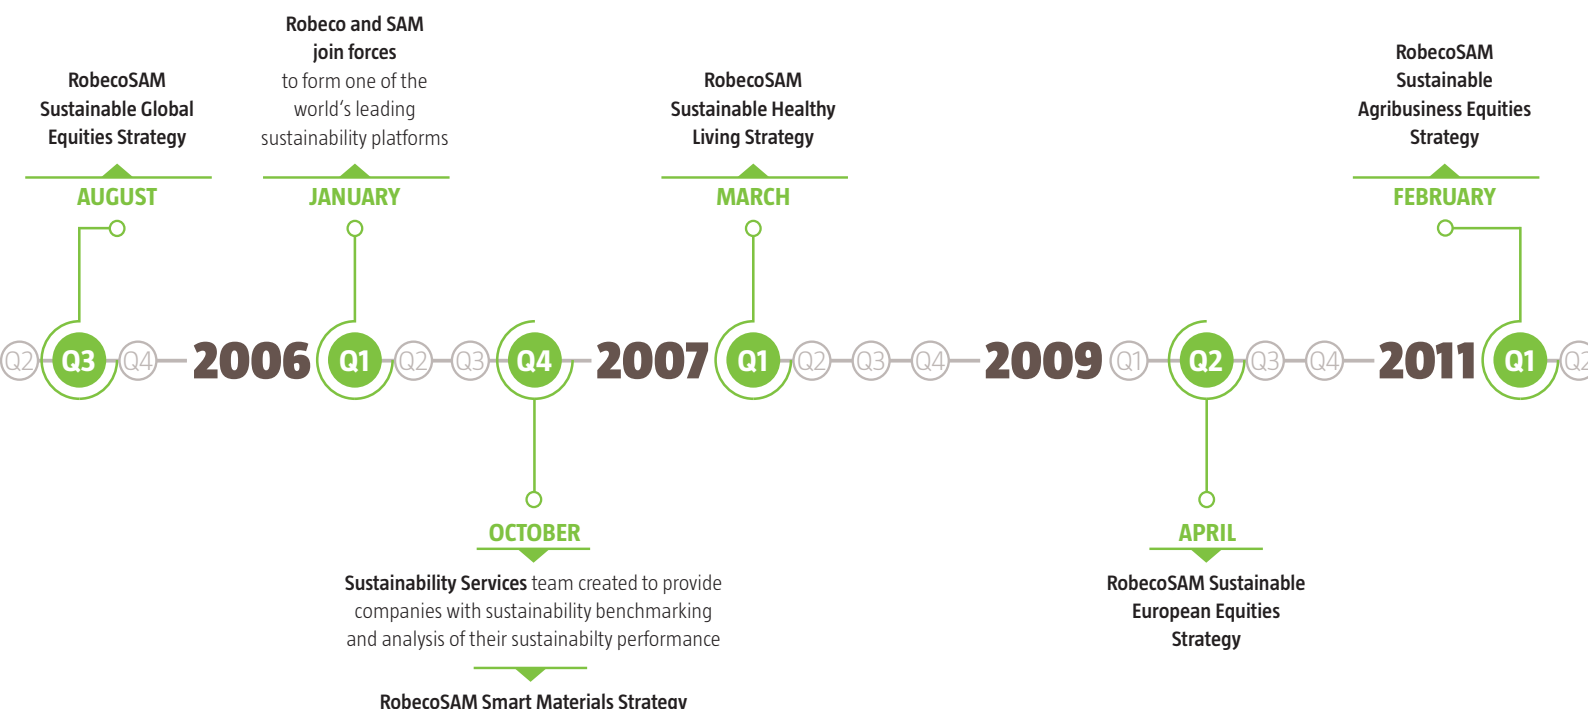 RobecoSAM
Sustainable Global
Equities Strategy
AUGUST
Robeco and SAM
join forces
to form one of the
world's leading
sustainability platforms
JANUARY
RobecoSAM
Sustainable Healthy
Living Strategy
MARCH
RobecoSAM
Sustainable
Agribusiness Equities
Strategy
FEBRUARY
Q2 Q3 Q4 2006 Q1 Q2 Q3 Q4 2007 Q1 Q2 Q3 Q4 2009 Q1 Q2 Q3 Q4 2011 Q1 Q2
OCTOBER
Sustainability Services team created to provide
companies with sustainability benchmarking
and analysis of their sustainabilty performance
RobecoSAM Smart Materials Strategy
APRIL
RobecoSAM Sustainable
European Equities
Strategy